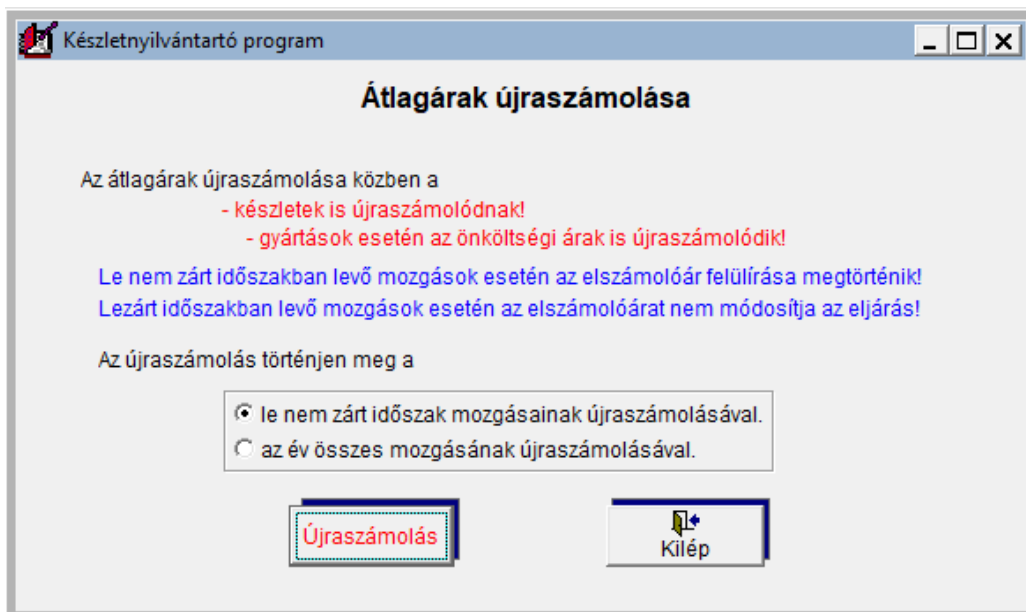 Készletnyilvántartó program
Átlagárak újraszámolása
Az átlagárak újraszámolása közben a
- készletek is újraszámolódnak!
- gyártások esetén az önköltségi árak is újraszámolódik!
Le nem zárt időszakban levő mozgások esetén az elszámolóár felülírása megtörténik!
Lezárt időszakban levő mozgások esetén az elszámolóárat nem módosítja az eljárás!
Az újraszámolás történjen meg a
le nem zárt időszak mozgásainak újraszámolásával.
az év összes mozgásának újraszámolásával.
Újraszámolás
Kilép